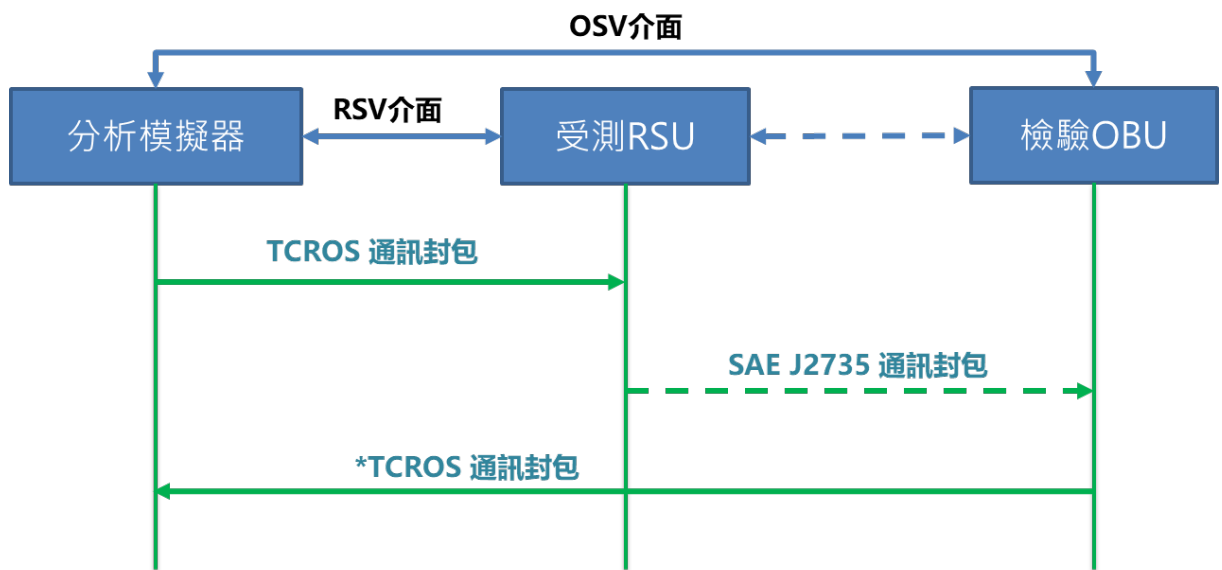 OSV介面
RSV介面
分析模擬器
受測RSU
檢驗OBU
TCROS 通訊封包
SAE J2735 通訊封包
*TCROS 通訊封包